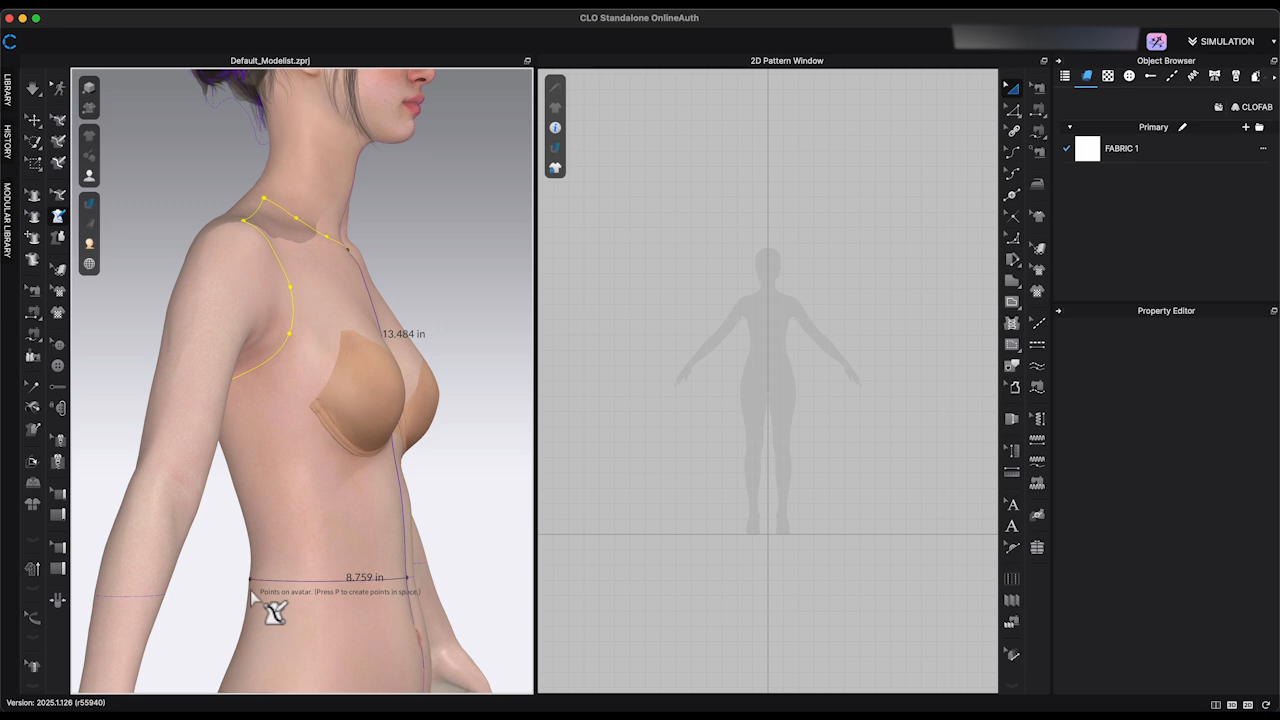 CLO Standalone OnlineAuth
SIMULATION
Default_Modelist.zprj
2D Pattern Window
Object Browser
LIBRARY
HISTORY
MODULAR LIBRARY
CLOFAB
Primary
FABRIC 1
Property Editor
13.484 in
8.759 in
Points on avatar. (Press P to create points in space.)
Version: 2025.1.126 (r55940)